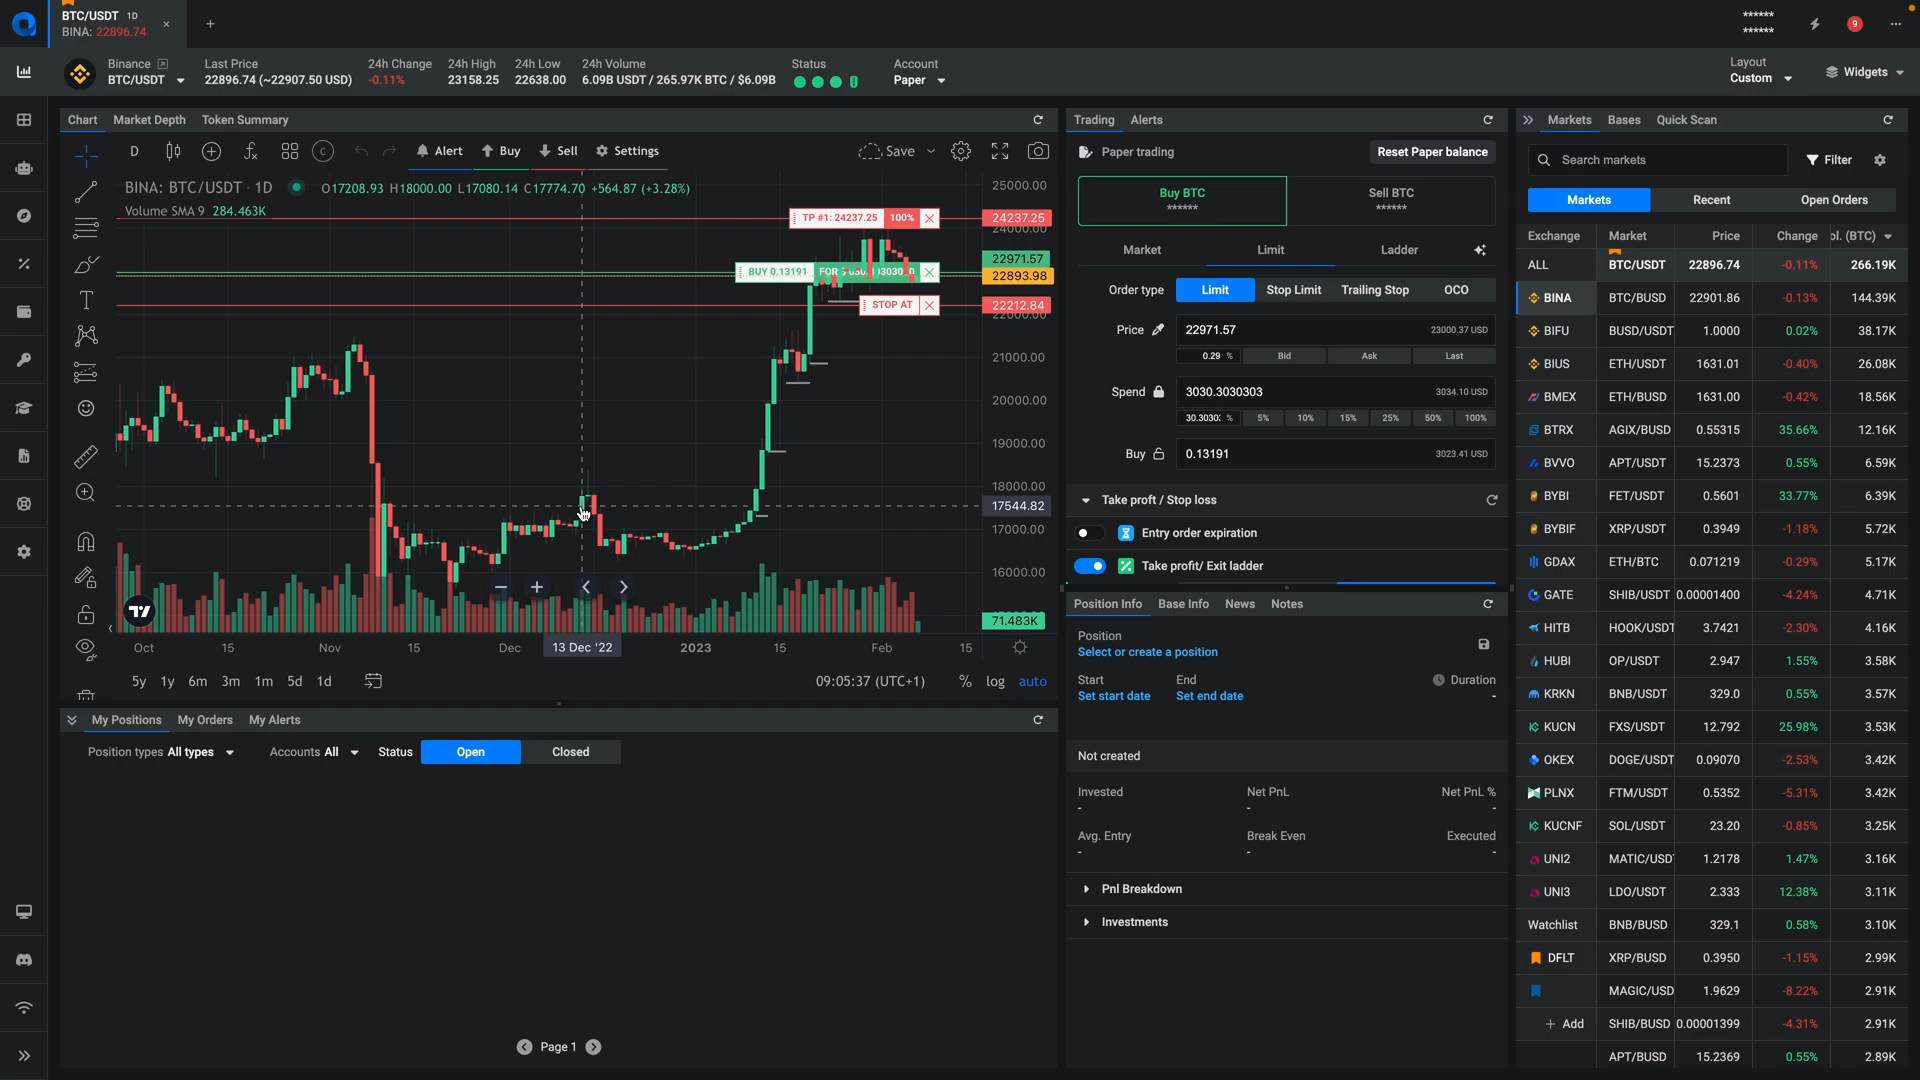 BTC/USDT 1D
BINA: 22896.74
******
******
9
Binance
BTC/USDT
Last Price
22896.74 (~22907.50 USD)
24h Change
-0.11%
24h High
23158.25
24h Low
22638.00
24h Volume
6.09B USDT / 265.97K BTC / $6.09B
Status
Account
Paper
Layout
Custom
Widgets
Chart Market Depth Token Summary
D Alert Buy Sell Settings Save
BINA: BTC/USDT · 1D O17208.93 H18000.00 L17080.14 C17774.70 +564.87 (+3.28%)
Volume SMA 9 284.463K
TP #1: 24237.25 100%
BUY 0.13191
STOP AT
25000.00
24237.25
24000.00
22971.57
22893.98
22212.84
22000.00
21000.00
20000.00
19000.00
18000.00
17544.82
17000.00
16000.00
71.483K
Oct 15 Nov 15 Dec 13 Dec '22 2023 15 Feb 15
5y 1y 6m 3m 1m 5d 1d
09:05:37 (UTC+1) % log auto
My Positions My Orders My Alerts
Position types All types Accounts All Status Open Closed
Page 1
Trading Alerts
Paper trading Reset Paper balance
Buy BTC
******
Sell BTC
******
Market Limit Ladder
Order type Limit Stop Limit Trailing Stop OCO
Price 22971.57 23000.37 USD
0.29 % Bid Ask Last
Spend 3030.3030303 3034.10 USD
% 5% 10% 15% 25% 50% 100%
Buy 0.13191 3023.41 USD
Take proft / Stop loss
Entry order expiration
Take profit/ Exit ladder
Position Info Base Info News Notes
Position
Select or create a position
Start End Duration
Set start date Set end date -
Not created
Invested Net PnL Net PnL %
- - -
Avg. Entry Break Even Executed
- - -
Pnl Breakdown
Investments
Markets Bases Quick Scan
Search markets Filter
Markets Recent Open Orders
Exchange Market Price Change ol. (BTC)
ALL BTC/USDT 22896.74 -0.11% 266.19K
BINA BTC/BUSD 22901.86 -0.13% 144.39K
BIFU BUSD/USDT 1.0000 0.02% 38.17K
BIUS ETH/USDT 1631.01 -0.40% 26.08K
BMEX ETH/BUSD 1631.00 -0.42% 18.56K
BTRX AGIX/BUSD 0.55315 35.66% 12.16K
BVVO APT/USDT 15.2373 0.55% 6.59K
BYBI FET/USDT 0.5601 33.77% 6.39K
BYBIF XRP/USDT 0.3949 -1.18% 5.72K
GDAX ETH/BTC 0.071219 -0.29% 5.17K
GATE SHIB/USDT 0.00001400 -4.24% 4.71K
HITB HOOK/USDT 3.7421 -2.30% 4.16K
HUBI OP/USDT 2.947 1.55% 3.58K
KRKN BNB/USDT 329.0 0.55% 3.57K
KUCN FXS/USDT 12.792 25.98% 3.53K
OKEX DOGE/USDT 0.09070 -2.53% 3.42K
PLNX FTM/USDT 0.5352 -5.31% 3.42K
KUCNF SOL/USDT 23.20 -0.85% 3.25K
UNI2 MATIC/USD 1.2178 1.47% 3.16K
UNI3 LDO/USDT 2.333 12.38% 3.11K
Watchlist BNB/BUSD 329.1 0.58% 3.10K
DFLT XRP/BUSD 0.3950 -1.15% 2.99K
MAGIC/USD 1.9629 -8.22% 2.91K
+ Add SHIB/BUSD 0.00001399 -4.31% 2.91K
APT/BUSD 15.2369 0.55% 2.89K